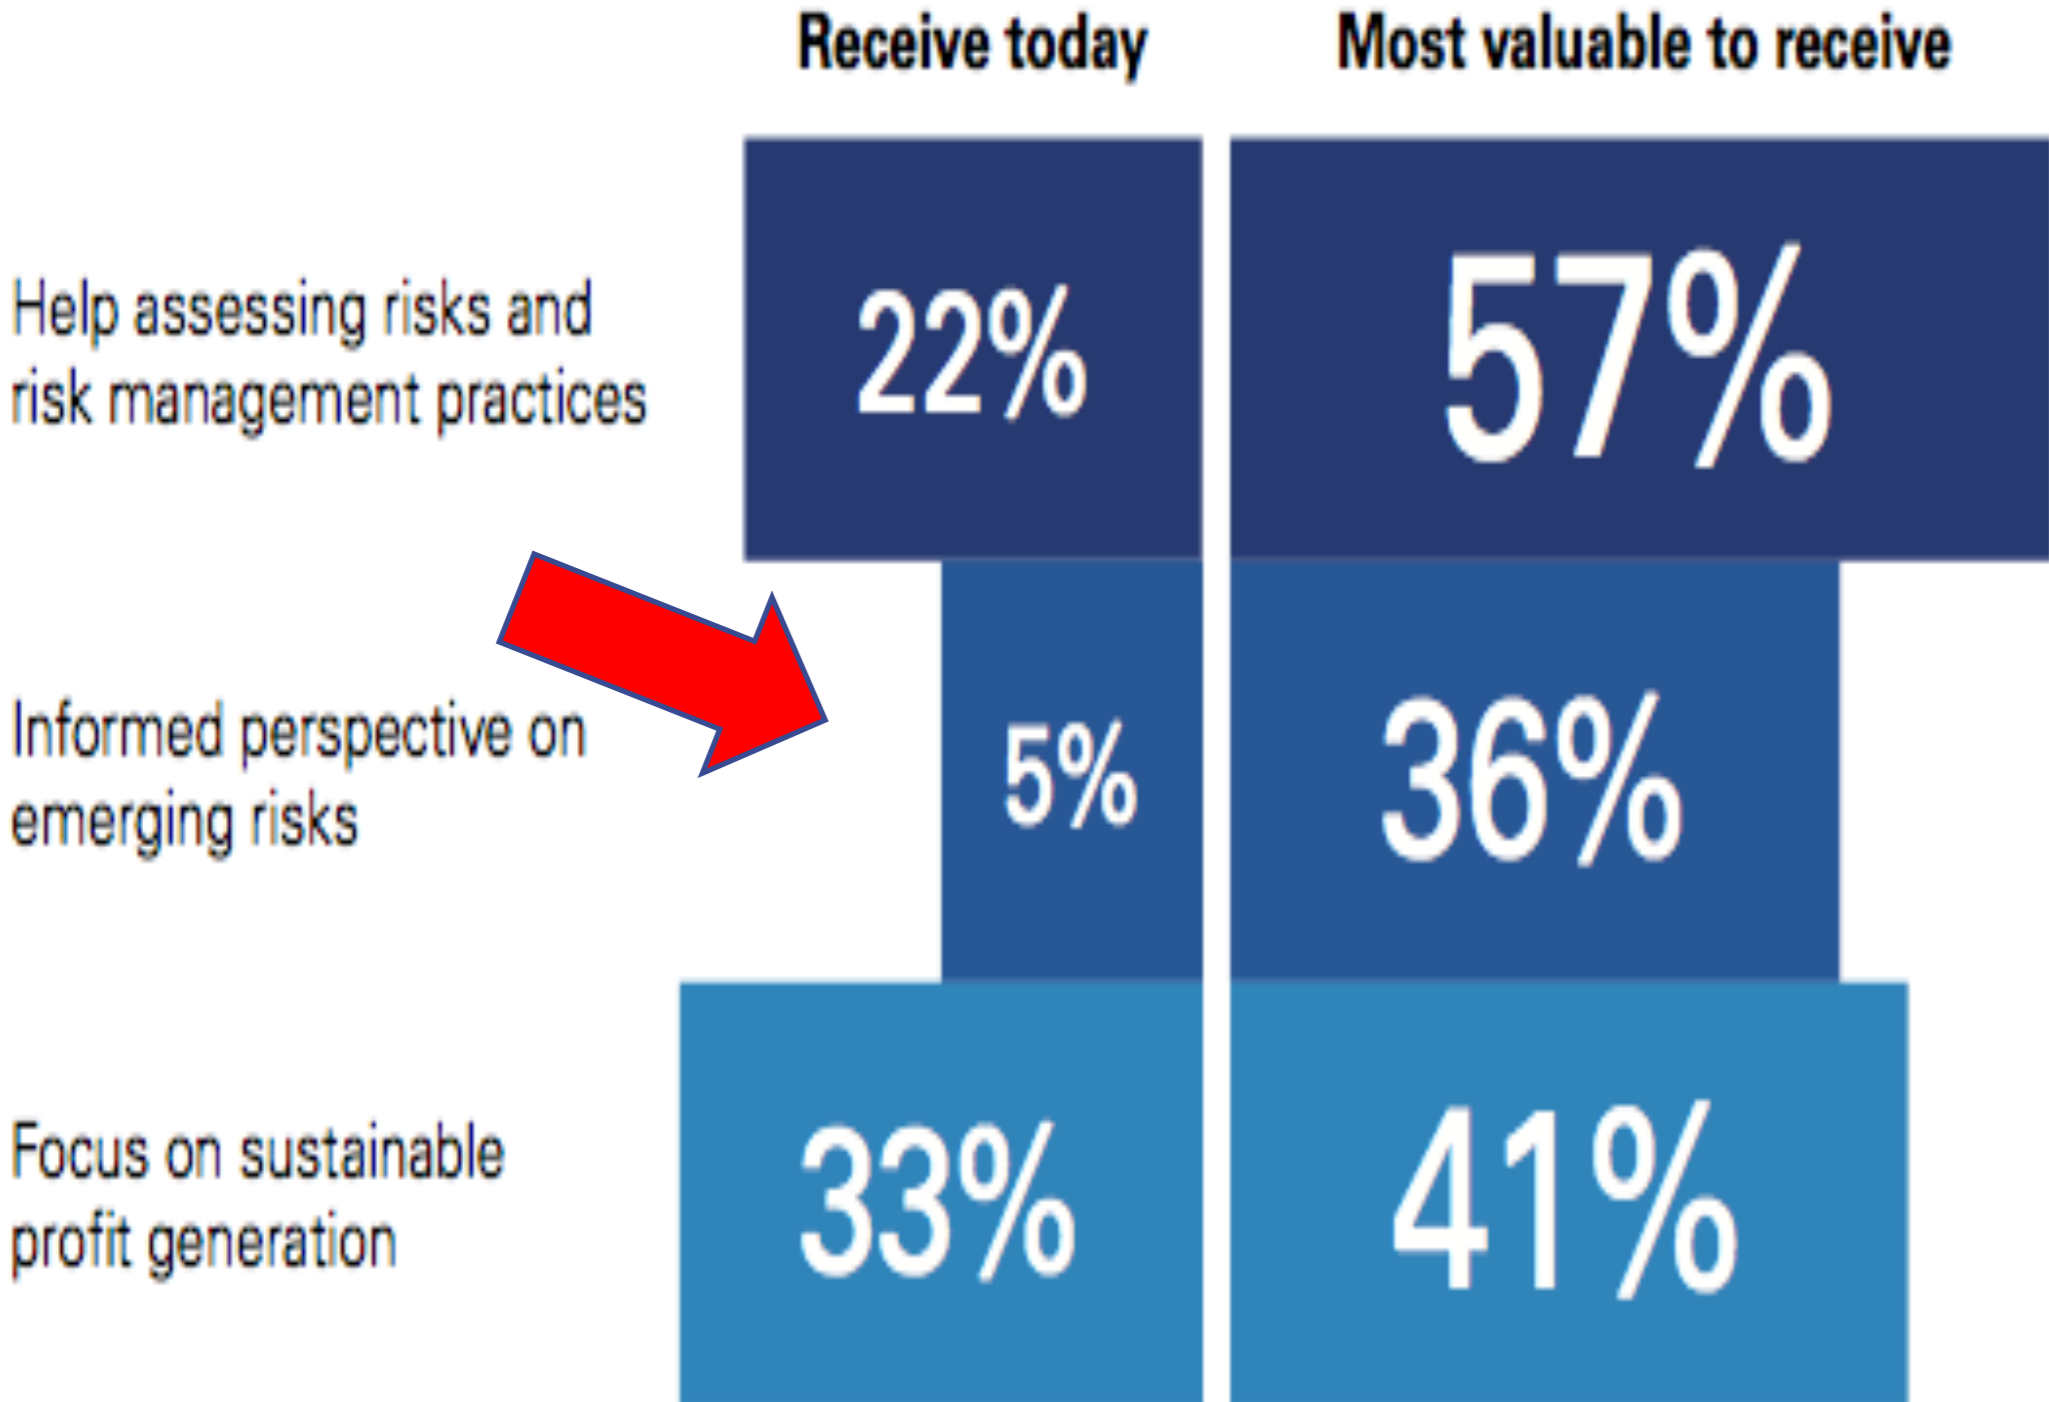 Receive today
Most valuable to receive
Help assessing risks and
risk management practices
22%
57%
Informed perspective on
emerging risks
5%
36%
Focus on sustainable
profit generation
33%
41%